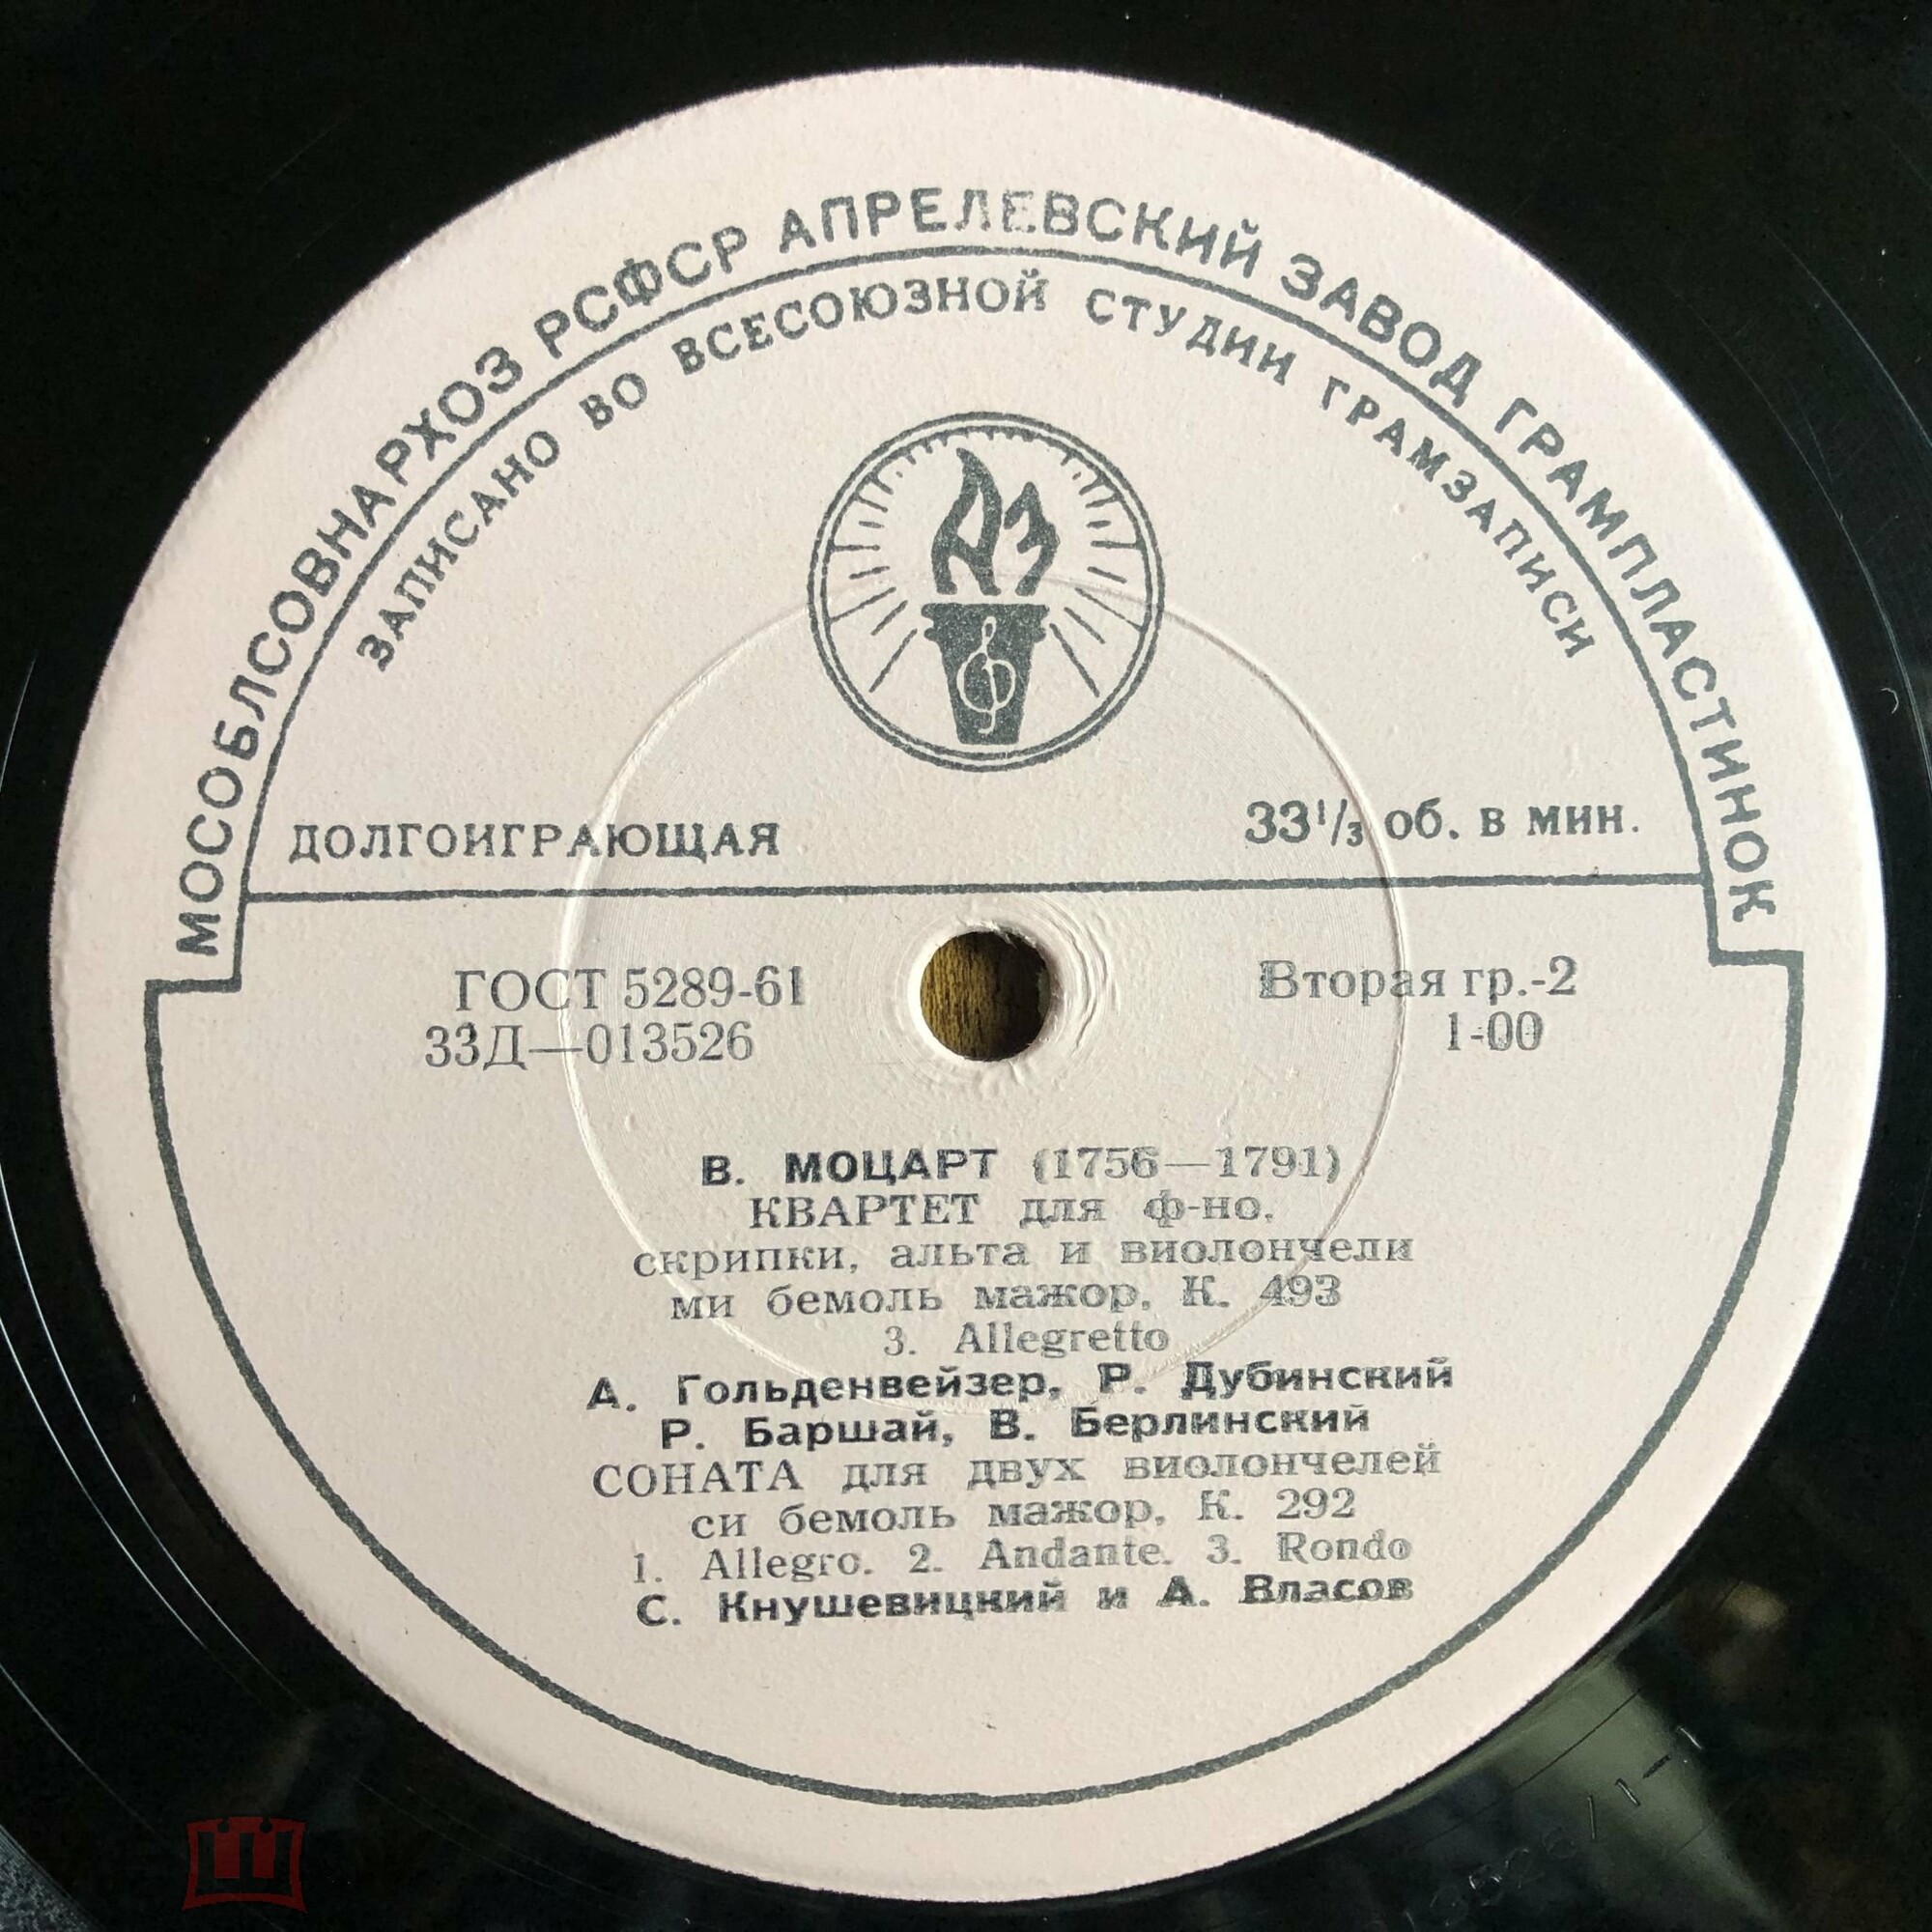 МОСОБЛСОВНАРХОЗ РСФСР АПРЕЛЕВСКИЙ ЗАВОД ГРАМПЛАСТИНОК
ЗАПИСАНО ВО ВСЕСОЮЗНОЙ СТУДИИ ГРАМЗАПИСИ
АЗ
ДОЛГОИГРАЮЩАЯ
33⅓ об. в мин.
ГОСТ 5289-61
Вторая гр.-2
33Д—013526
1-00
В. МОЦАРТ (1756—1791)
КВАРТЕТ для ф-но,
скрипки, альта и виолончели
ми бемоль мажор, К. 493
3. Allegretto
А. Гольденвейзер, Р. Дубинский
Р. Баршай, В. Берлинский
СОНАТА для двух виолончелей
си бемоль мажор, К. 292
1. Allegro. 2. Andante. 3. Rondo
С. Кнушевицкий и А. Власов